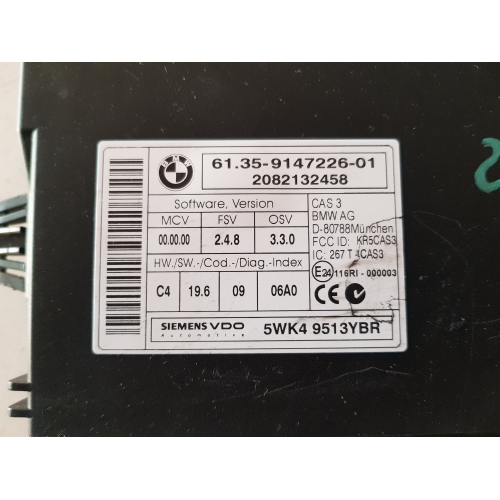 BMW
61.35-9147226-01
2082132458
Software, Version
MCV FSV OSV
00.00.00 2.4.8 3.3.0
HW./SW.-/Cod.-/Diag.-Index
C4 19.6 09 06A0
CAS 3
BMW AG
D-80788München
FCC ID: KR5CAS3
IC: 267 T 4CAS3
E24 116RI - 000003
SIEMENS VDO
Automotive
5WK4 9513YBR